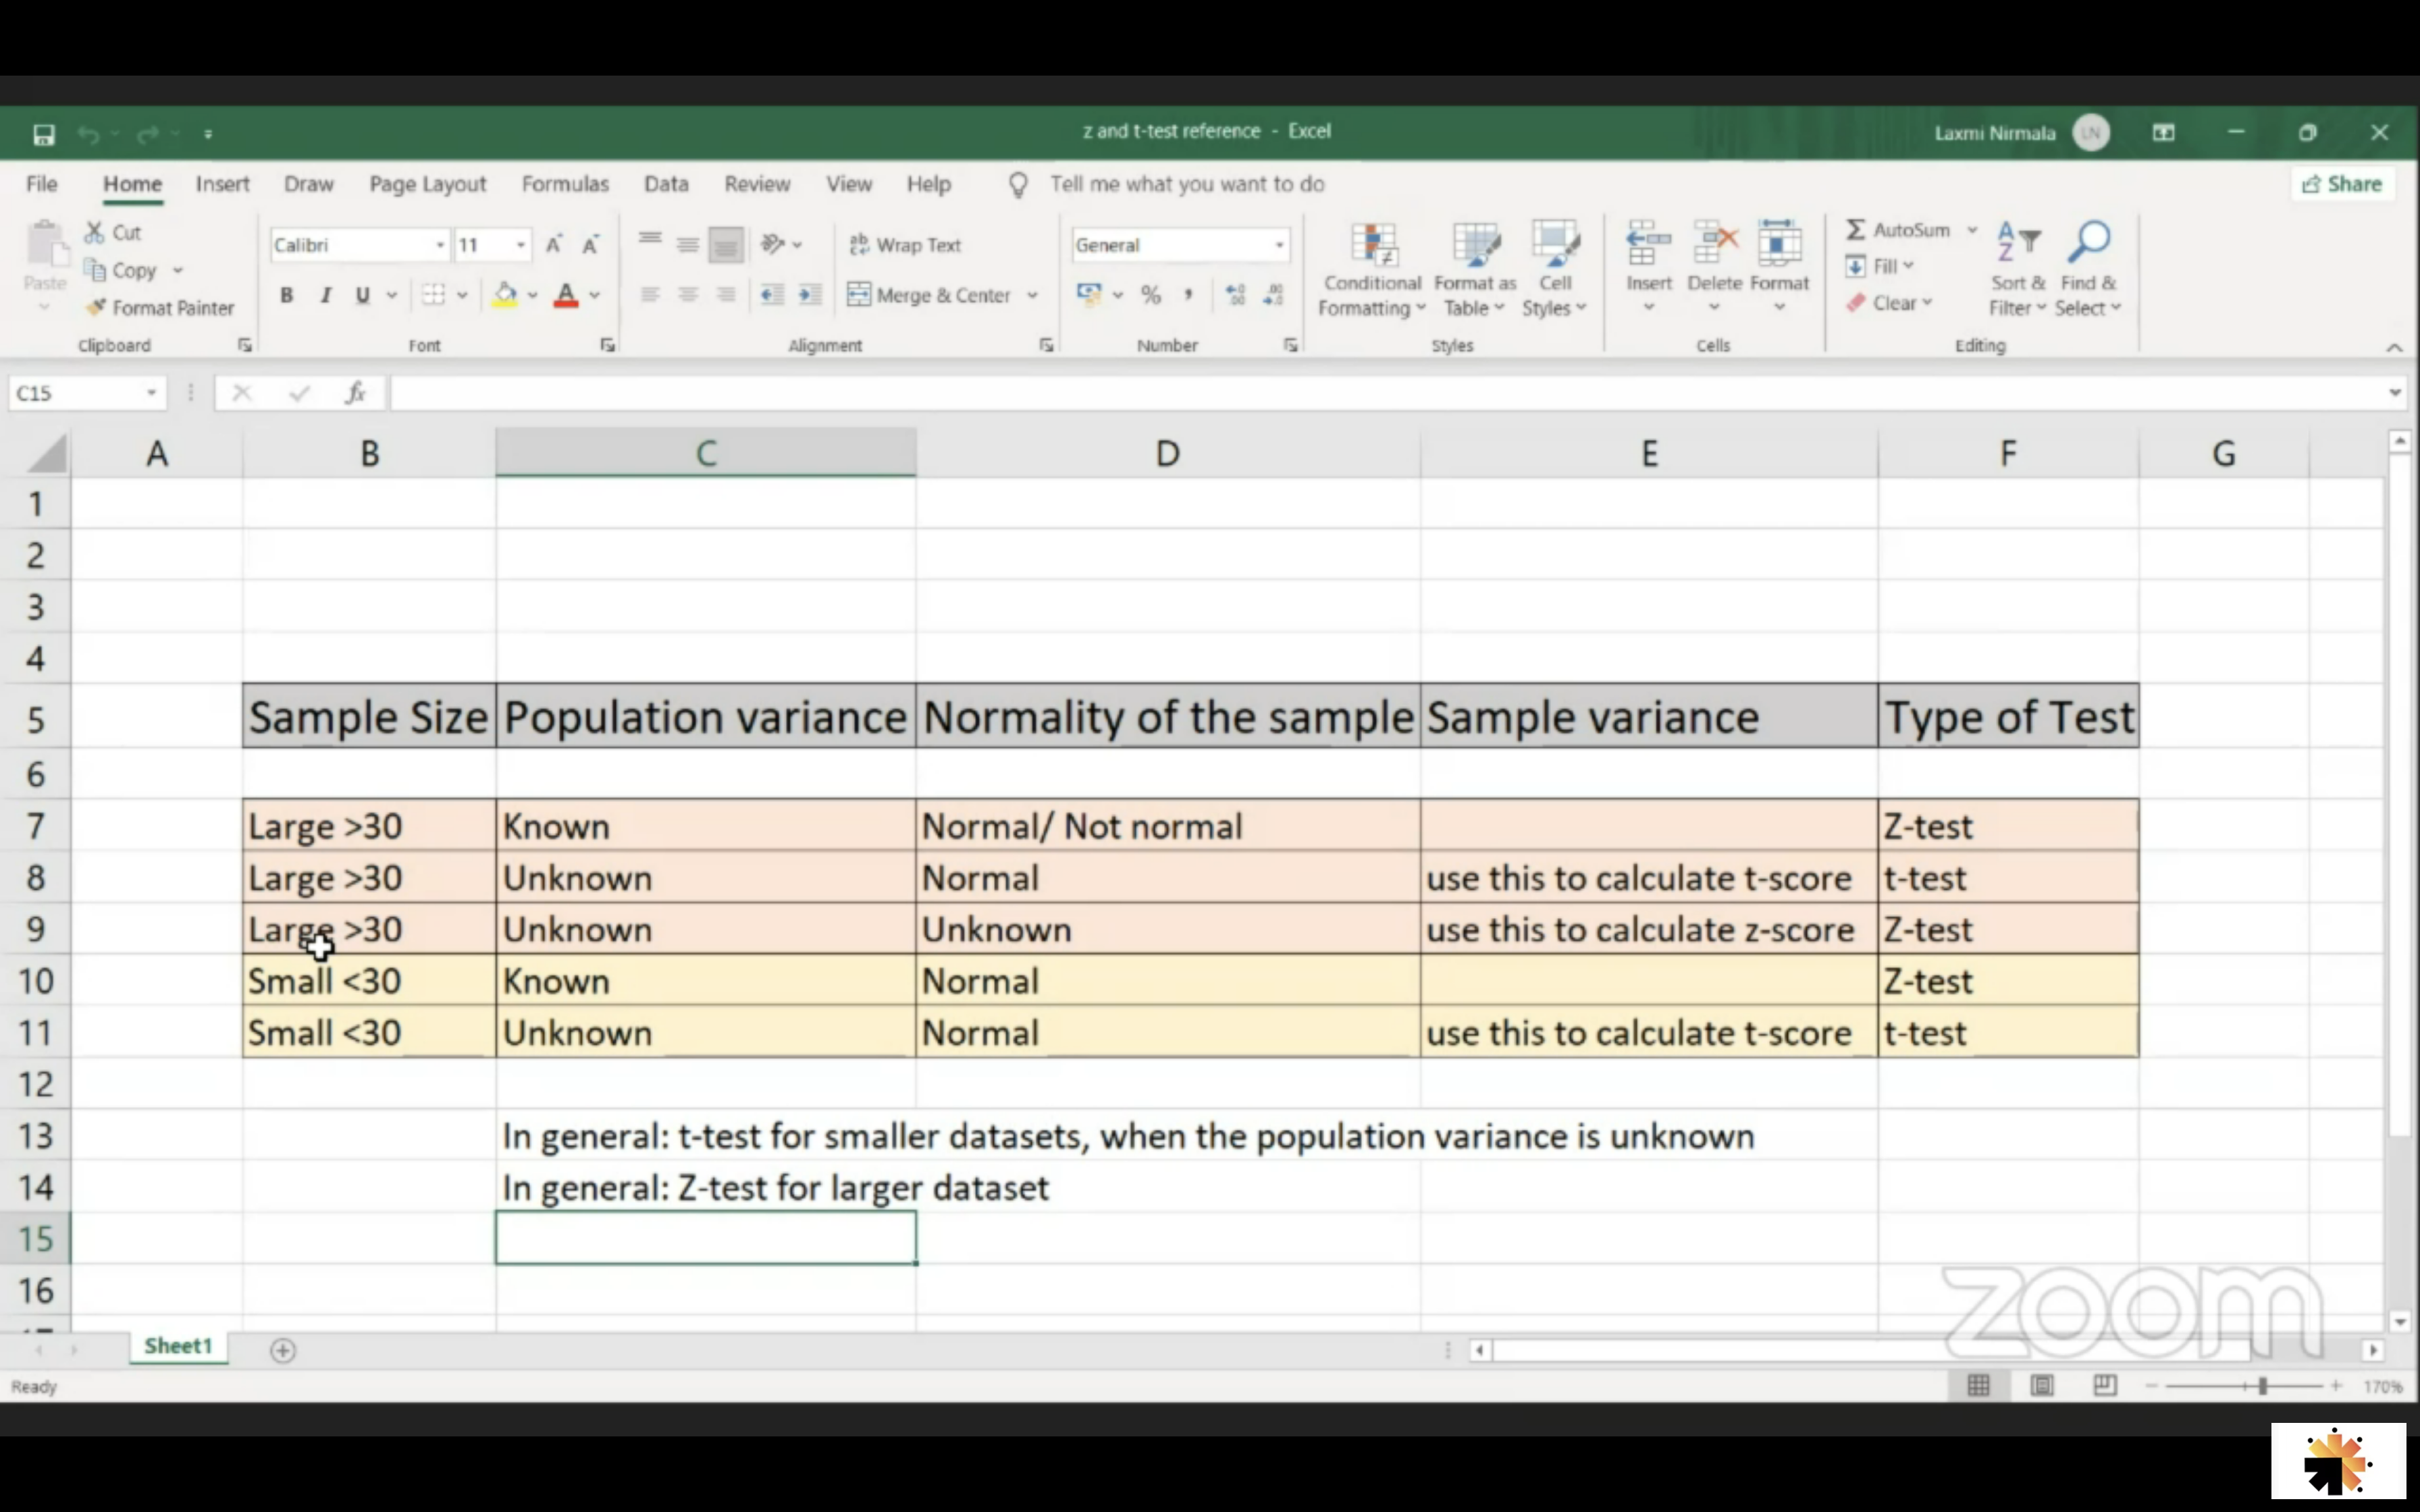 z and t-test reference - Excel
Laxmi Nirmala LN
File Home Insert Draw Page Layout Formulas Data Review View Help Tell me what you want to do Share
Paste
Cut
Copy
Format Painter
Clipboard
Calibri 11
B I U
Font
Wrap Text
Merge & Center
Alignment
General
Number
Conditional Formatting
Format as Table
Cell Styles
Styles
Insert Delete Format
Cells
AutoSum
Fill
Clear
Sort & Filter
Find & Select
Editing
C15 fx
A B C D E F G
1
2
3
4
5 Sample Size Population variance Normality of the sample Sample variance Type of Test
6
7 Large >30 Known Normal/ Not normal Z-test
8 Large >30 Unknown Normal use this to calculate t-score t-test
9 Large >30 Unknown Unknown use this to calculate z-score Z-test
10 Small <30 Known Normal Z-test
11 Small <30 Unknown Normal use this to calculate t-score t-test
12
13 In general: t-test for smaller datasets, when the population variance is unknown
14 In general: Z-test for larger dataset
15
16
zoom
Sheet1
Ready 170%